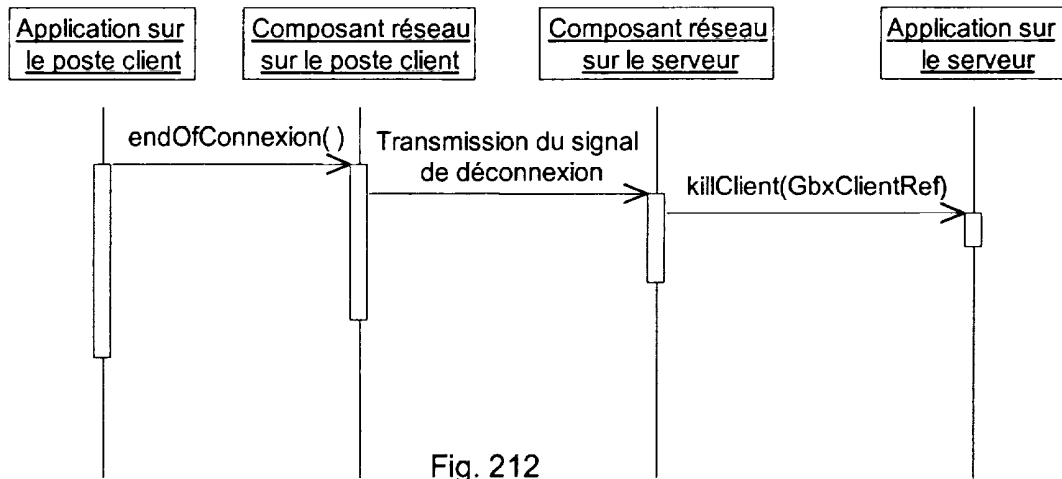 Application sur
le poste client
Composant réseau
sur le poste client
Composant réseau
sur le serveur
Application sur
le serveur
endOfConnexion( )
Transmission du signal
de déconnexion
killClient(GbxClientRef)
Fig. 212